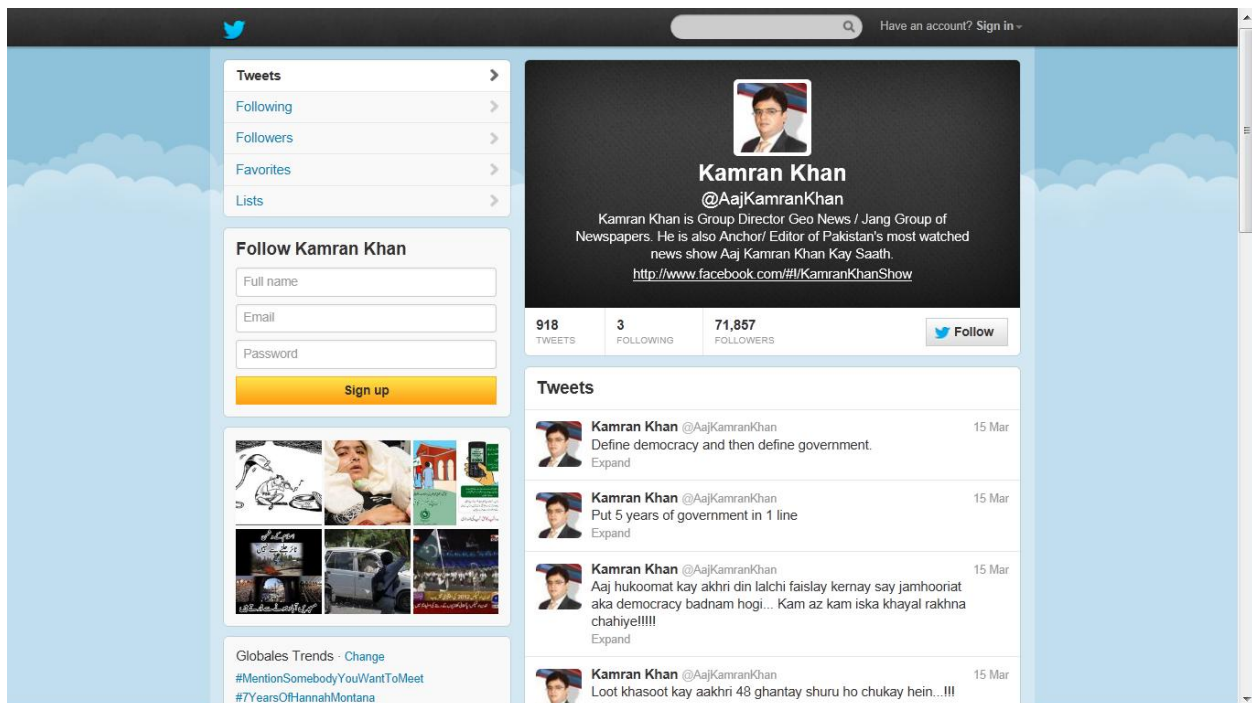 Have an account? Sign in
Tweets
Following
Followers
Favorites
Lists
Follow Kamran Khan
Full name
Email
Password
Sign up
Globales Trends · Change
#MentionSomebodyYouWantToMeet
#7YearsOfHannahMontana
Kamran Khan
@AajKamranKhan
Kamran Khan is Group Director Geo News / Jang Group of
Newspapers. He is also Anchor/ Editor of Pakistan's most watched
news show Aaj Kamran Khan Kay Saath.
http://www.facebook.com/#!/KamranKhanShow
918 TWEETS
3 FOLLOWING
71,857 FOLLOWERS
Follow
Tweets
Kamran Khan @AajKamranKhan 15 Mar
Define democracy and then define government.
Expand
Kamran Khan @AajKamranKhan 15 Mar
Put 5 years of government in 1 line
Expand
Kamran Khan @AajKamranKhan 15 Mar
Aaj hukoomat kay akhri din lalchi faislay kernay say jamhooriat
aka democracy badnam hogi... Kam az kam iska khayal rakhna
chahiye!!!!!
Expand
Kamran Khan @AajKamranKhan 15 Mar
Loot khasoot kay aakhri 48 ghantay shuru ho chukay hein...!!!